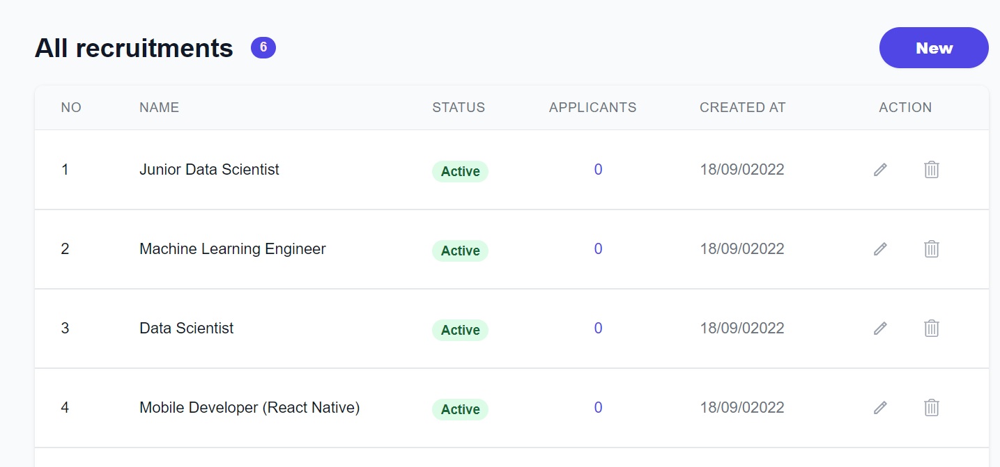 All recruitments 6 New
NO NAME STATUS APPLICANTS CREATED AT ACTION
1 Junior Data Scientist Active 0 18/09/02022
2 Machine Learning Engineer Active 0 18/09/02022
3 Data Scientist Active 0 18/09/02022
4 Mobile Developer (React Native) Active 0 18/09/02022